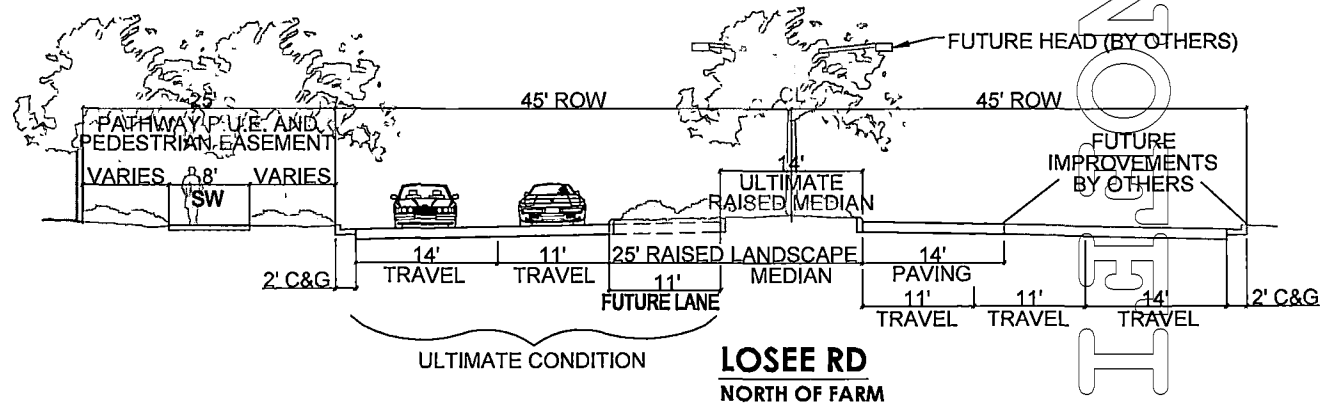 FUTURE HEAD (BY OTHERS)
25'
45' ROW
CL
45' ROW
PATHWAY P.U.E. AND
PEDESTRIAN EASEMENT
VARIES
8'
SW
VARIES
14'
ULTIMATE
RAISED MEDIAN
FUTURE
IMPROVEMENTS
BY OTHERS
14'
TRAVEL
11'
TRAVEL
25' RAISED LANDSCAPE
MEDIAN
14'
PAVING
2' C&G
11'
FUTURE LANE
11'
TRAVEL
11'
TRAVEL
14'
TRAVEL
2' C&G
ULTIMATE CONDITION
LOSEE RD
NORTH OF FARM